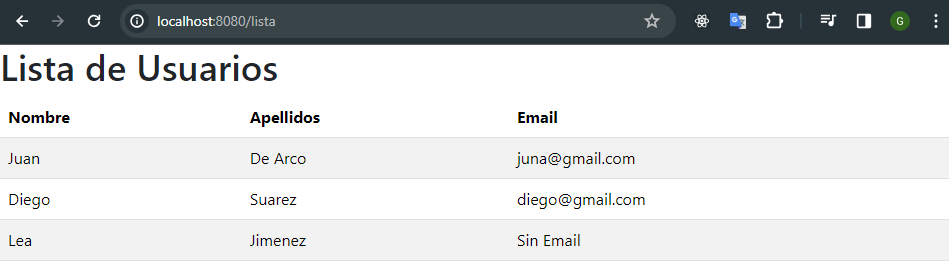 localhost:8080/lista
G
Lista de Usuarios
Nombre Apellidos Email
Juan De Arco juna@gmail.com
Diego Suarez diego@gmail.com
Lea Jimenez Sin Email